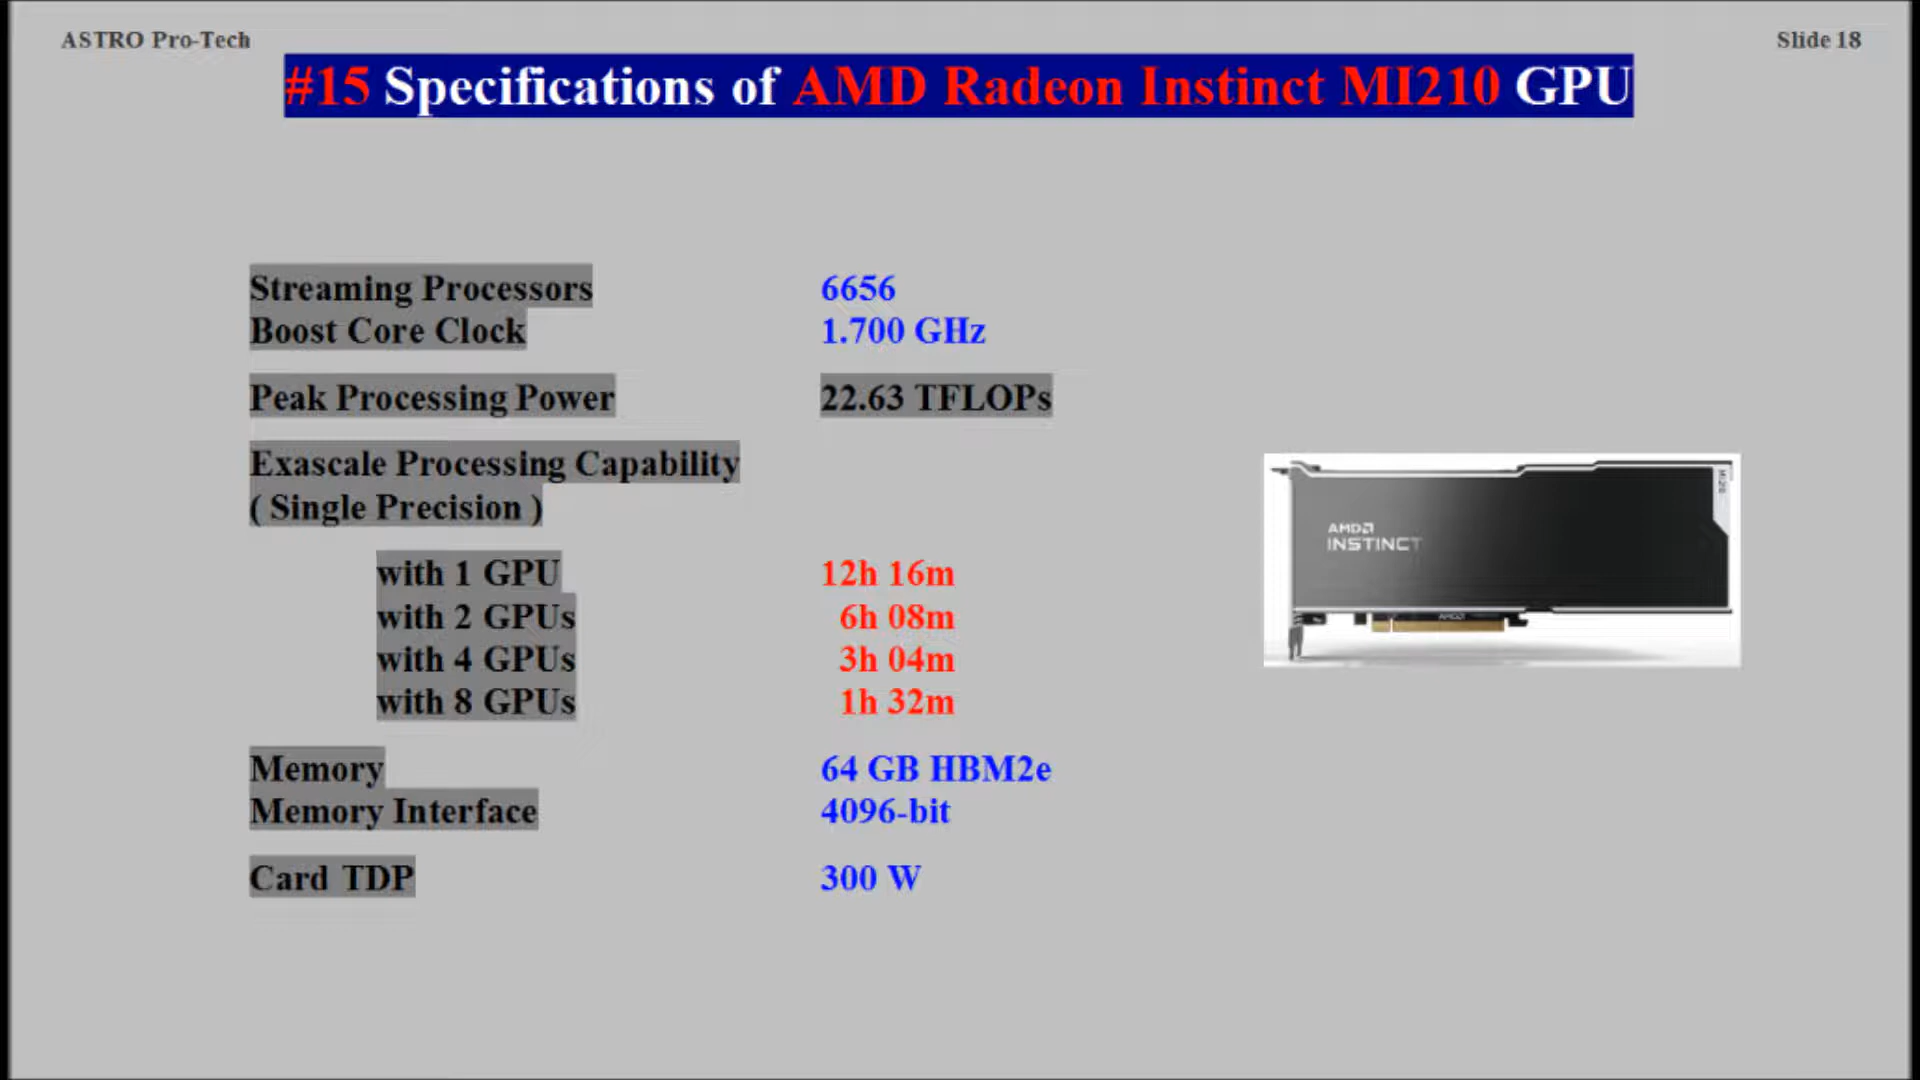 ASTRO Pro-Tech
Slide 18
#15 Specifications of AMD Radeon Instinct MI210 GPU
Streaming Processors 6656
Boost Core Clock 1.700 GHz
Peak Processing Power 22.63 TFLOPs
Exascale Processing Capability
( Single Precision )
with 1 GPU 12h 16m
with 2 GPUs 6h 08m
with 4 GPUs 3h 04m
with 8 GPUs 1h 32m
Memory 64 GB HBM2e
Memory Interface 4096-bit
Card TDP 300 W
AMD
INSTINCT
MI210
AMD